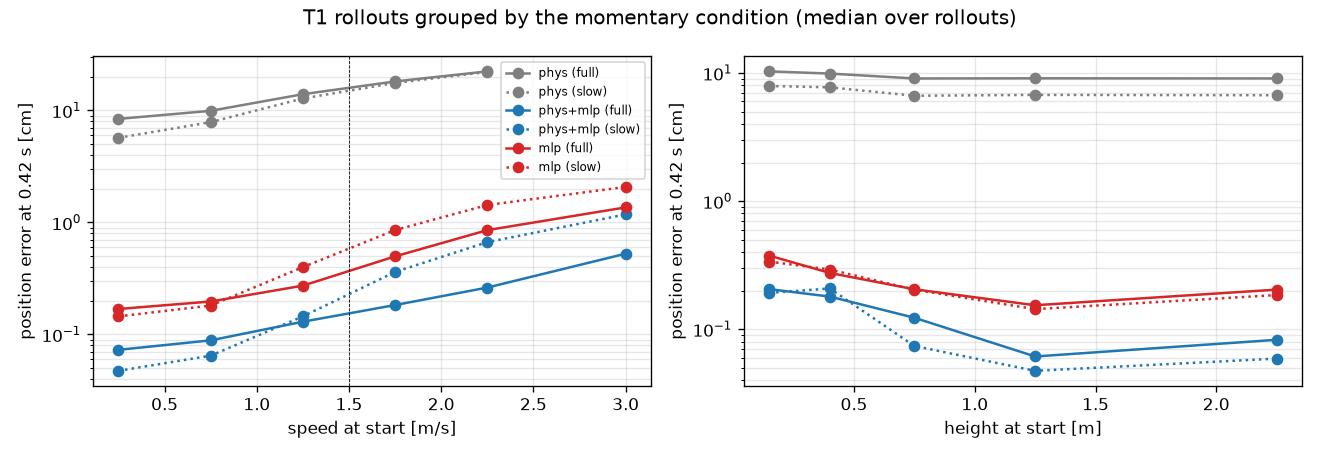 T1 rollouts grouped by the momentary condition (median over rollouts)
position error at 0.42 s [cm]
10¹
10⁰
10⁻¹
phys (full)
phys (slow)
phys+mlp (full)
phys+mlp (slow)
mlp (full)
mlp (slow)
0.5 1.0 1.5 2.0 2.5 3.0
speed at start [m/s]
position error at 0.42 s [cm]
10¹
10⁰
10⁻¹
0.5 1.0 1.5 2.0
height at start [m]